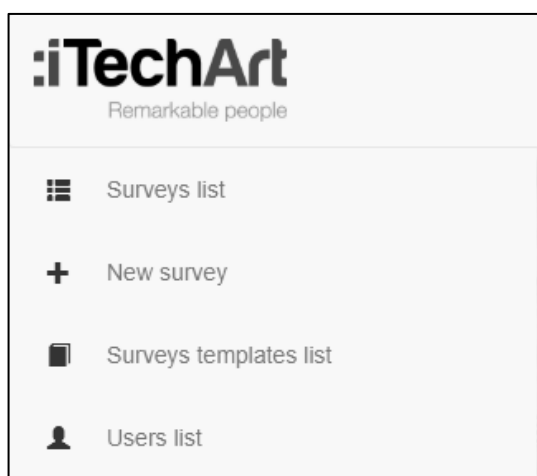 :iTechArt
Remarkable people
Surveys list
New survey
Surveys templates list
Users list